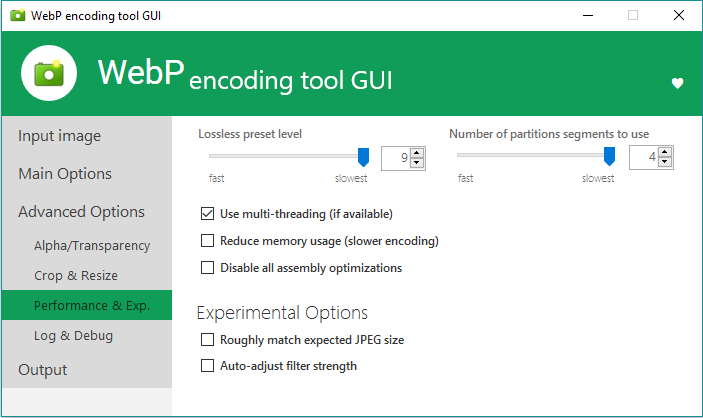 WebP encoding tool GUI
WebP encoding tool GUI
Input image
Main Options
Advanced Options
Alpha/Transparency
Crop & Resize
Performance & Exp.
Log & Debug
Output
Lossless preset level
9
fast slowest
Number of partitions segments to use
4
fast slowest
Use multi-threading (if available)
Reduce memory usage (slower encoding)
Disable all assembly optimizations
Experimental Options
Roughly match expected JPEG size
Auto-adjust filter strength